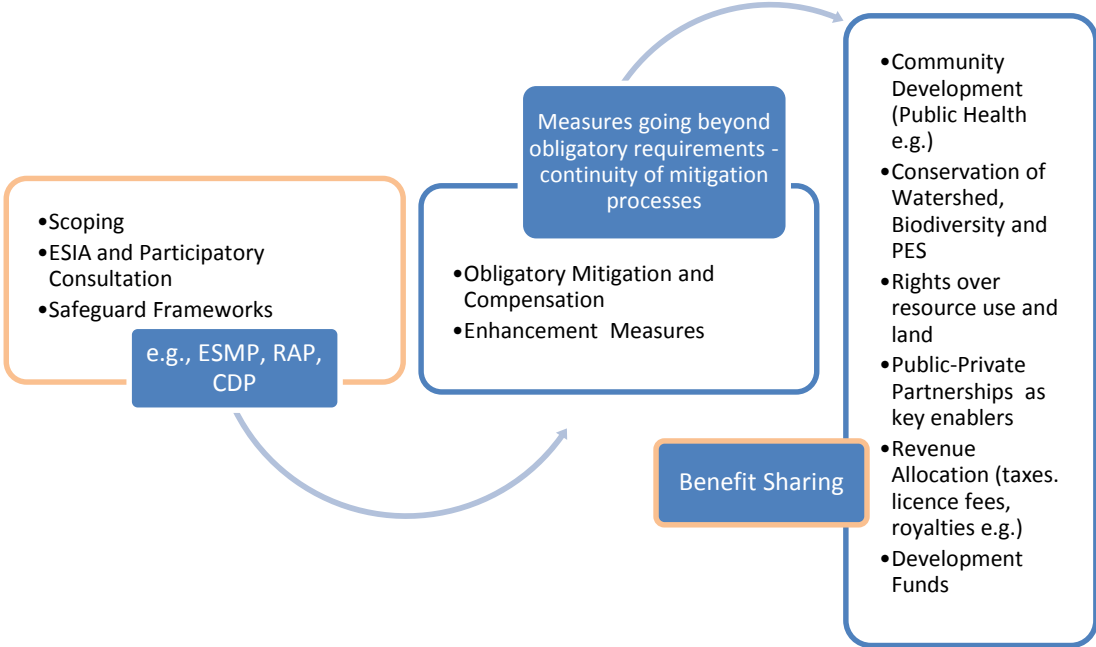 •Scoping
•ESIA and Participatory
Consultation
•Safeguard Frameworks
e.g., ESMP, RAP,
CDP
Measures going beyond
obligatory requirements -
continuity of mitigation
processes
•Obligatory Mitigation and
Compensation
•Enhancement Measures
Benefit Sharing
•Community
Development
(Public Health
e.g.)
•Conservation of
Watershed,
Biodiversity and
PES
•Rights over
resource use and
land
•Public-Private
Partnerships as
key enablers
•Revenue
Allocation (taxes.
licence fees,
royalties e.g.)
•Development
Funds